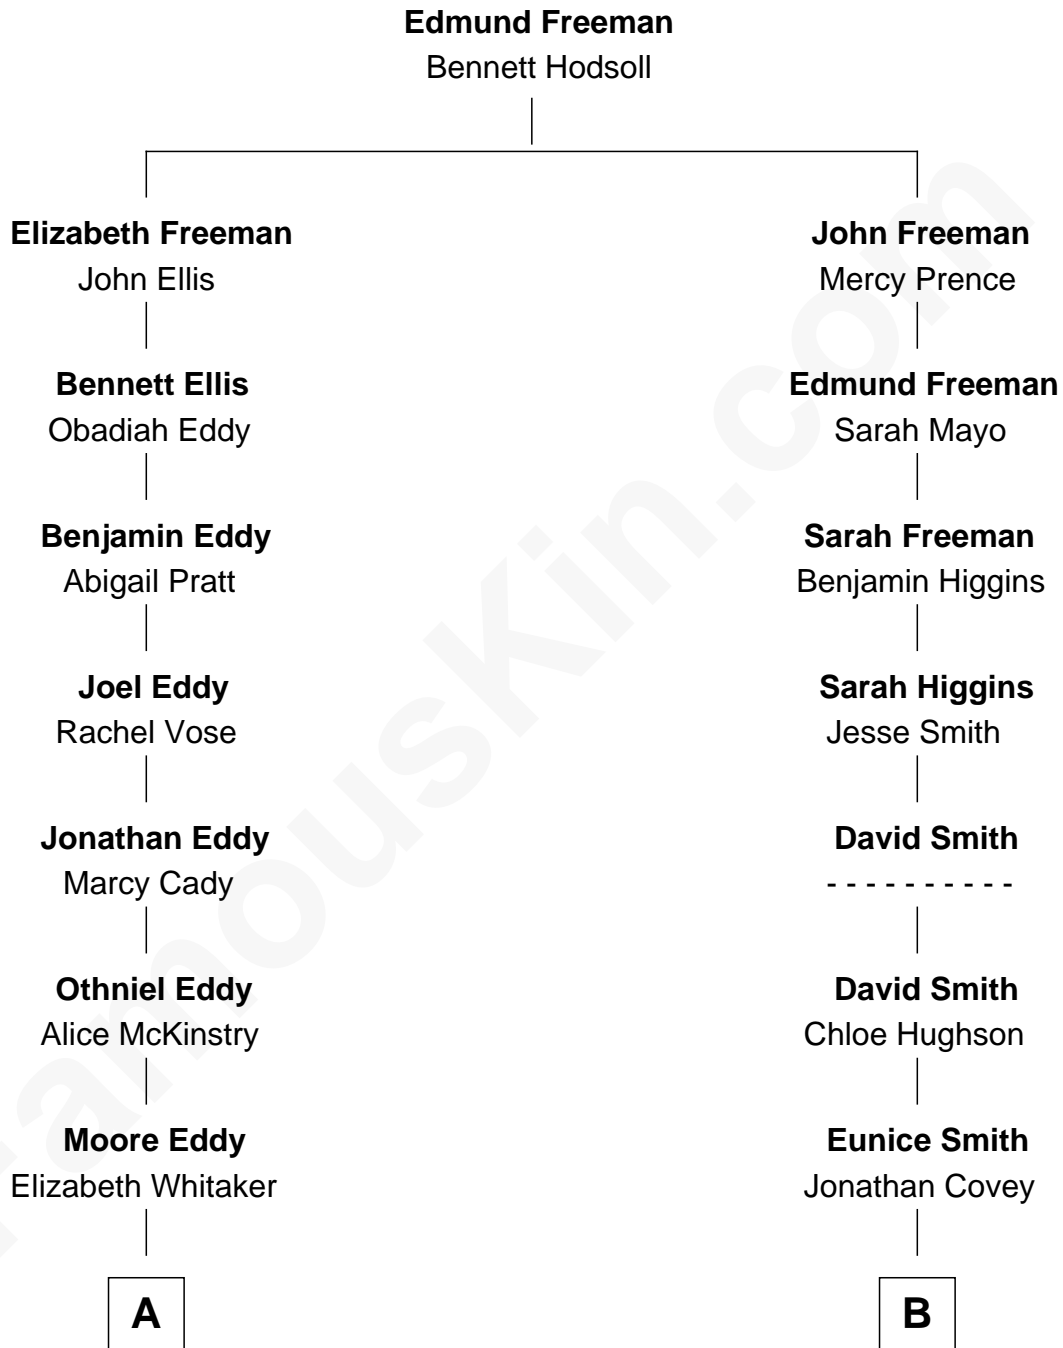 Edmund Freeman
Bennett Hodsoll
Elizabeth Freeman
John Ellis
John Freeman
Mercy Prence
Bennett Ellis
Obadiah Eddy
Edmund Freeman
Sarah Mayo
Benjamin Eddy
Abigail Pratt
Sarah Freeman
Benjamin Higgins
Joel Eddy
Rachel Vose
Sarah Higgins
Jesse Smith
Jonathan Eddy
Marcy Cady
David Smith
- - - - - - - - - -
Othniel Eddy
Alice McKinstry
David Smith
Chloe Hughson
Moore Eddy
Elizabeth Whitaker
Eunice Smith
Jonathan Covey
A
B
FamousKin.com